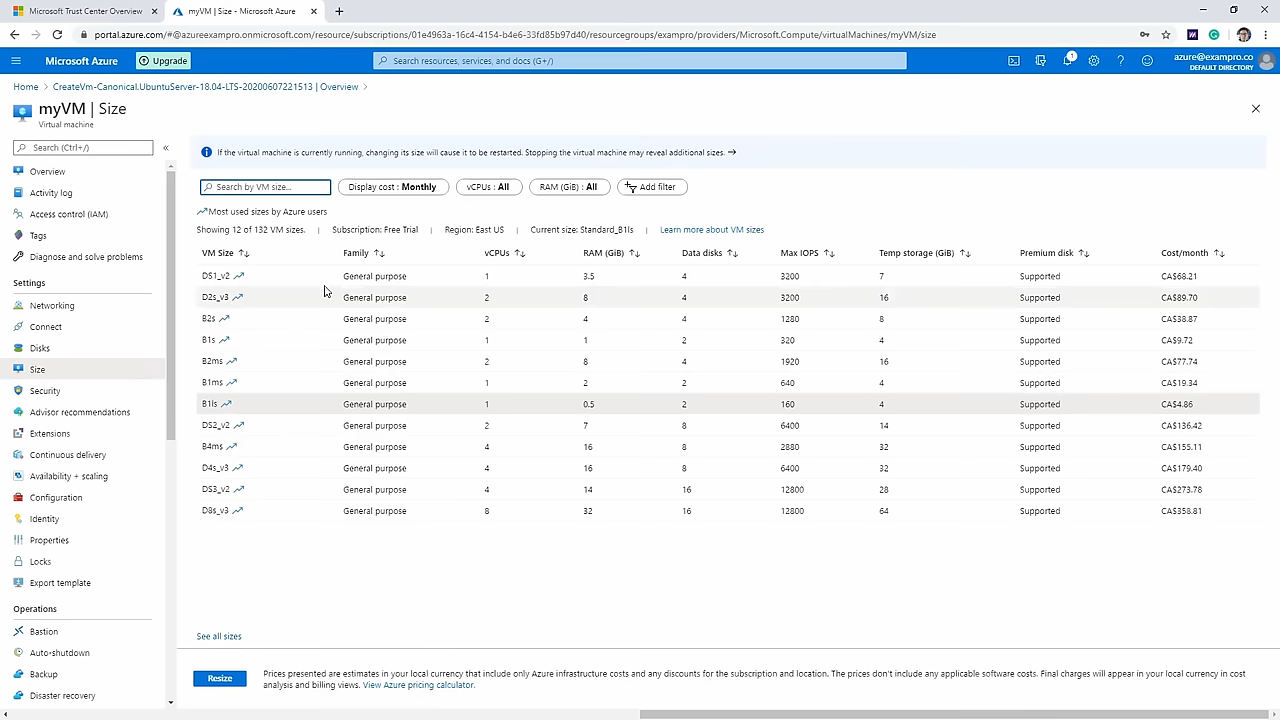 Microsoft Trust Center Overview
myVM | Size - Microsoft Azure
portal.azure.com/#@azureexampro.onmicrosoft.com/resource/subscriptions/01e4963a-16c4-4154-b4e6-33fd85b97d40/resourcegroups/exampro/providers/Microsoft.Compute/virtualMachines/myVM/size
Microsoft Azure
Upgrade
Search resources, services, and docs (G+/)
1
azure@exampro.co
DEFAULT DIRECTORY
Home > CreateVm-Canonical.UbuntuServer-18.04-LTS-20200607221513 | Overview >
myVM | Size
Virtual machine
Search (Ctrl+/)
«
Overview
Activity log
Access control (IAM)
Tags
Diagnose and solve problems
Settings
Networking
Connect
Disks
Size
Security
Advisor recommendations
Extensions
Continuous delivery
Availability + scaling
Configuration
Identity
Properties
Locks
Export template
Operations
Bastion
Auto-shutdown
Backup
Disaster recovery
If the virtual machine is currently running, changing its size will cause it to be restarted. Stopping the virtual machine may reveal additional sizes. →
Search by VM size...
Display cost : Monthly
vCPUs : All
RAM (GiB) : All
Add filter
Most used sizes by Azure users
Showing 12 of 132 VM sizes. | Subscription: Free Trial | Region: East US | Current size: Standard_B1ls | Learn more about VM sizes
VM Size ↑↓ Family ↑↓ vCPUs ↑↓ RAM (GiB) ↑↓ Data disks ↑↓ Max IOPS ↑↓ Temp storage (GiB) ↑↓ Premium disk ↑↓ Cost/month ↑↓
DS1_v2 General purpose 1 3.5 4 3200 7 Supported CA$68.21
D2s_v3 General purpose 2 8 4 3200 16 Supported CA$89.70
B2s General purpose 2 4 4 1280 8 Supported CA$38.87
B1s General purpose 1 1 2 320 4 Supported CA$9.72
B2ms General purpose 2 8 4 1920 16 Supported CA$77.74
B1ms General purpose 1 2 2 640 4 Supported CA$19.34
B1ls General purpose 1 0.5 2 160 4 Supported CA$4.86
DS2_v2 General purpose 2 7 8 6400 14 Supported CA$136.42
B4ms General purpose 4 16 8 2880 32 Supported CA$155.11
D4s_v3 General purpose 4 16 8 6400 32 Supported CA$179.40
DS3_v2 General purpose 4 14 16 12800 28 Supported CA$273.78
D8s_v3 General purpose 8 32 16 12800 64 Supported CA$358.81
See all sizes
Resize
Prices presented are estimates in your local currency that include only Azure infrastructure costs and any discounts for the subscription and location. The prices don't include any applicable software costs. Final charges will appear in your local currency in cost
analysis and billing views. View Azure pricing calculator.